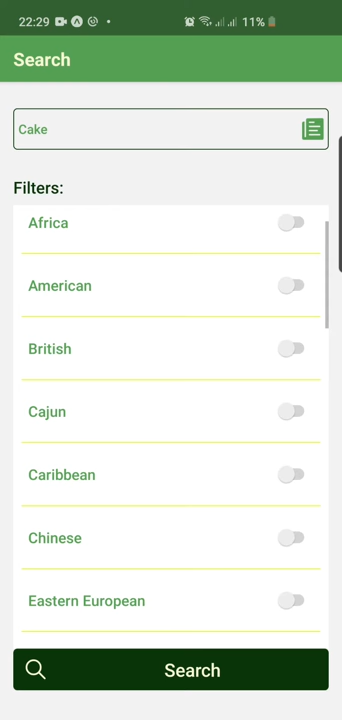 22:29
11%
Search
Cake
Filters:
Africa
American
British
Cajun
Caribbean
Chinese
Eastern European
Search